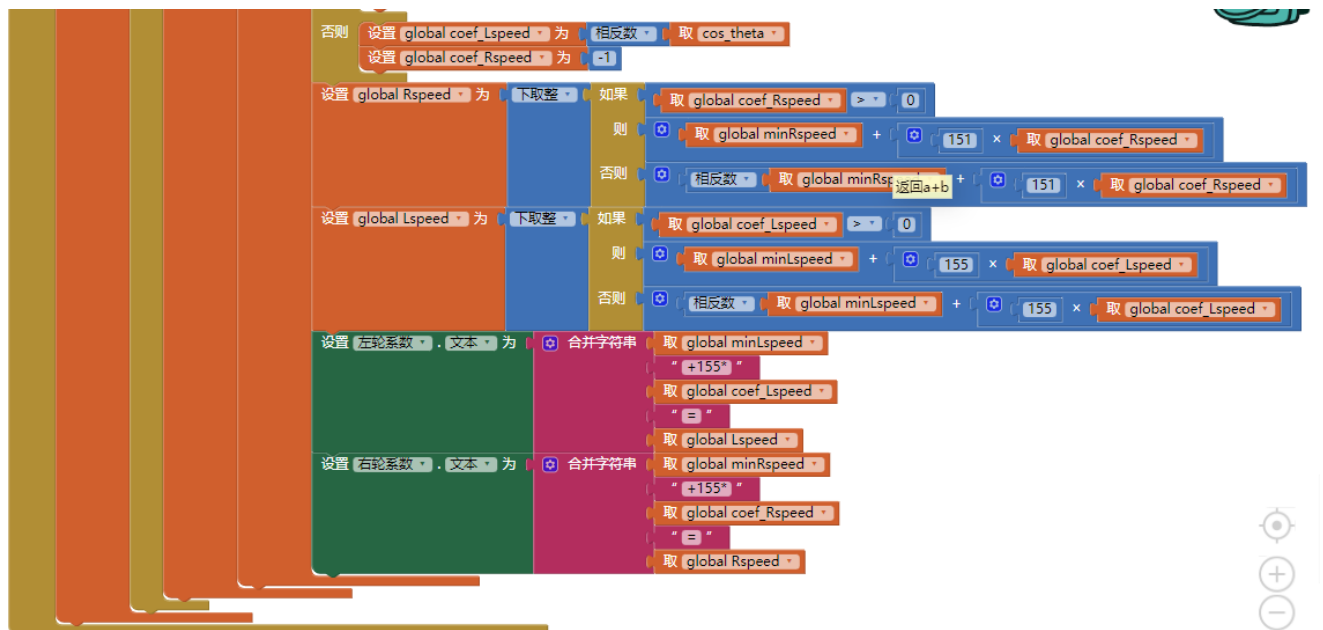 否则 设置 global coef_Lspeed 为 相反数 取 cos_theta
设置 global coef_Rspeed 为 -1
设置 global Rspeed 为 下取整 如果 取 global coef_Rspeed > 0
则 取 global minRspeed + 151 × 取 global coef_Rspeed
否则 相反数 取 global minRsp + 151 × 取 global coef_Rspeed
返回a+b
设置 global Lspeed 为 下取整 如果 取 global coef_Lspeed > 0
则 取 global minLspeed + 155 × 取 global coef_Lspeed
否则 相反数 取 global minLspeed + 155 × 取 global coef_Lspeed
设置 左轮系数 . 文本 为 合并字符串 取 global minLspeed
" +155* "
取 global coef_Lspeed
" = "
取 global Lspeed
设置 右轮系数 . 文本 为 合并字符串 取 global minRspeed
" +155* "
取 global coef_Rspeed
" = "
取 global Rspeed